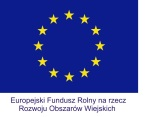 Europejski Fundusz Rolny na rzecz
Rozwoju Obszarów Wiejskich